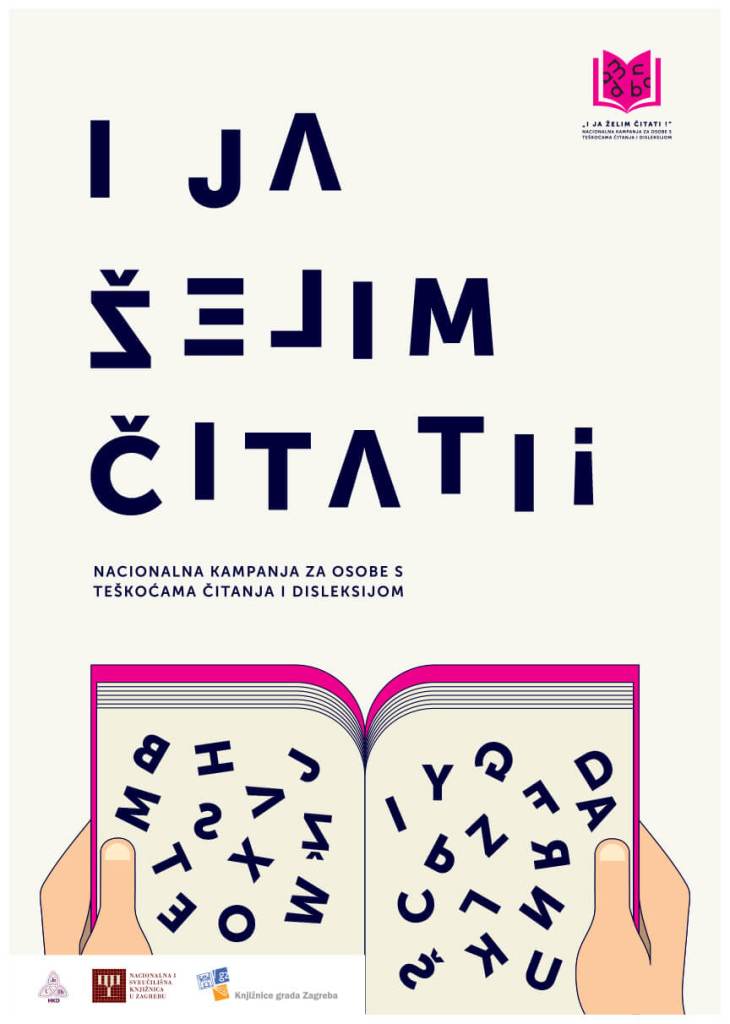 „I JA ŽELIM ČITATI !“
NACIONALNA KAMPANJA ZA OSOBE S
TEŠKOĆAMA ČITANJA I DISLEKSIJOM
I JA
ŽELIM
ČITATI!
NACIONALNA KAMPANJA ZA OSOBE S
TEŠKOĆAMA ČITANJA I DISLEKSIJOM
HKD
NACIONALNA I
SVEUČILIŠNA
KNJIŽNICA
U ZAGREBU
Knjižnice grada Zagreba